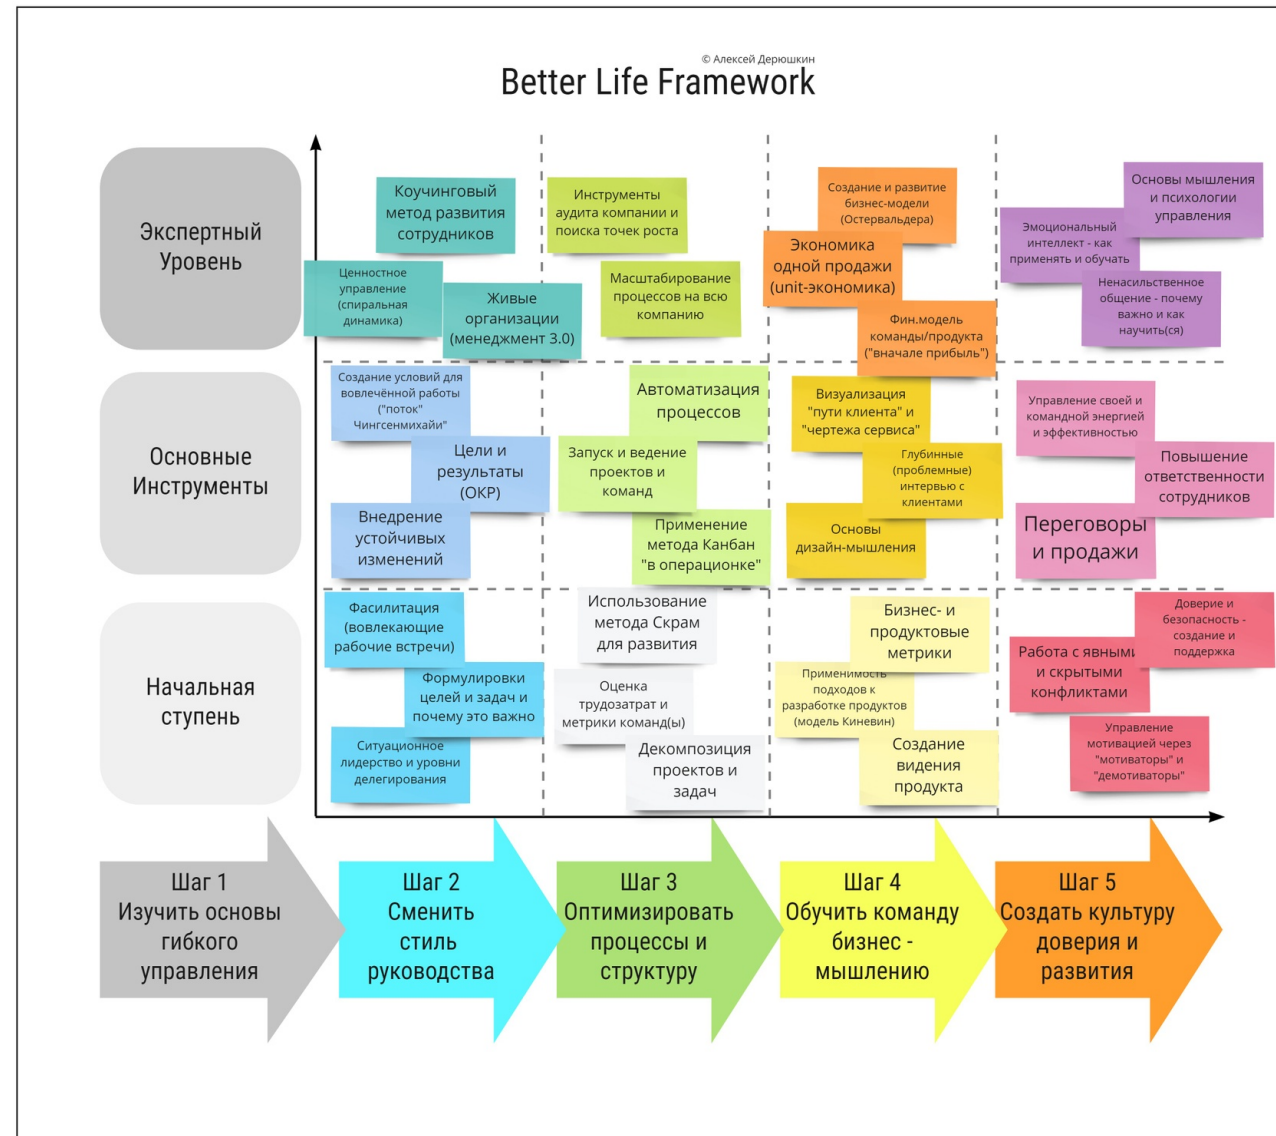 © Алексей Дерюшкин
Better Life Framework
Экспертный
Уровень
Коучинговый
метод развития
сотрудников
Ценностное
управление
(спиральная
динамика)
Живые
организации
(менеджмент 3.0)
Инструменты
аудита компании и
поиска точек роста
Масштабирование
процессов на всю
компанию
Создание и развитие
бизнес-модели
(Остервальдера)
Экономика
одной продажи
(unit-экономика)
Фин.модель
команды/продукта
("вначале прибыль")
Основы мышления
и психологии
управления
Эмоциональный
интеллект - как
применять и обучать
Ненасильственное
общение - почему
важно и как
научить(ся)
Основные
Инструменты
Создание условий для
вовлечённой работы
("поток"
Чингсенмихайи"
Цели и
результаты
(ОКР)
Внедрение
устойчивых
изменений
Автоматизация
процессов
Запуск и ведение
проектов и
команд
Применение
метода Канбан
"в операционке"
Визуализация
"пути клиента" и
"чертежа сервиса"
Глубинные
(проблемные)
интервью с
клиентами
Основы
дизайн-мышления
Управление своей и
командной энергией
и эффективностью
Повышение
ответственности
сотрудников
Переговоры
и продажи
Начальная
ступень
Фасилитация
(вовлекающие
рабочие встречи)
Формулировки
целей и задач и
почему это важно
Ситуационное
лидерство и уровни
делегирования
Использование
метода Скрам
для развития
Оценка
трудозатрат и
метрики команд(ы)
Декомпозиция
проектов и
задач
Бизнес- и
продуктовые
метрики
Применимость
подходов к
разработке продуктов
(модель Киневин)
Создание
видения
продукта
Доверие и
безопасность -
создание и
поддержка
Работа с явными
и скрытыми
конфликтами
Управление
мотивацией через
"мотиваторы" и
"демотиваторы"
Шаг 1
Изучить основы
гибкого
управления
Шаг 2
Сменить
стиль
руководства
Шаг 3
Оптимизировать
процессы и
структуру
Шаг 4
Обучить команду
бизнес -
мышлению
Шаг 5
Создать культуру
доверия и
развития